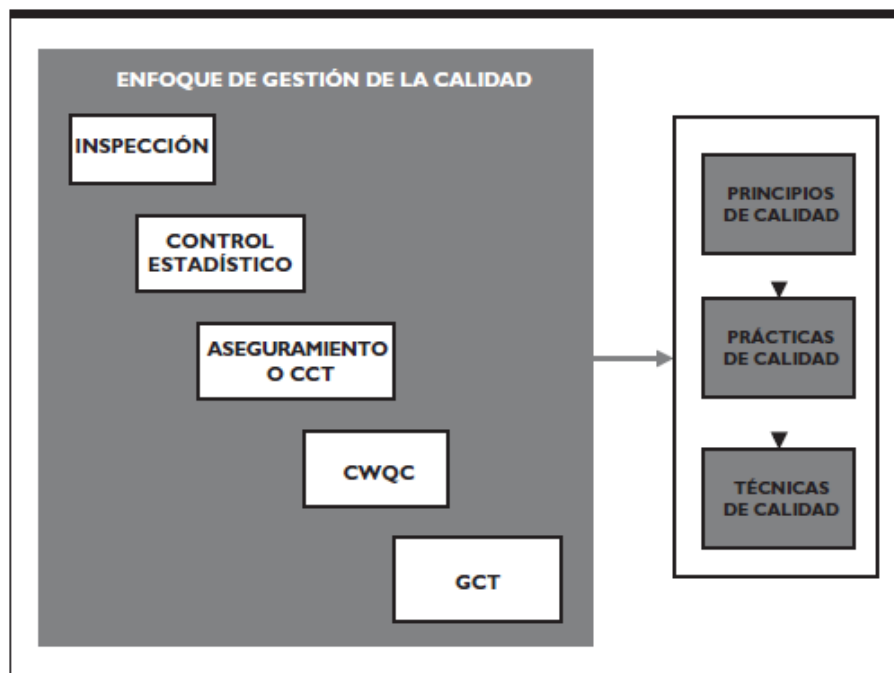 ENFOQUE DE GESTIÓN DE LA CALIDAD
INSPECCIÓN
CONTROL
ESTADÍSTICO
ASEGURAMIENTO
O CCT
CWQC
GCT
PRINCIPIOS
DE CALIDAD
PRÁCTICAS
DE CALIDAD
TÉCNICAS
DE CALIDAD